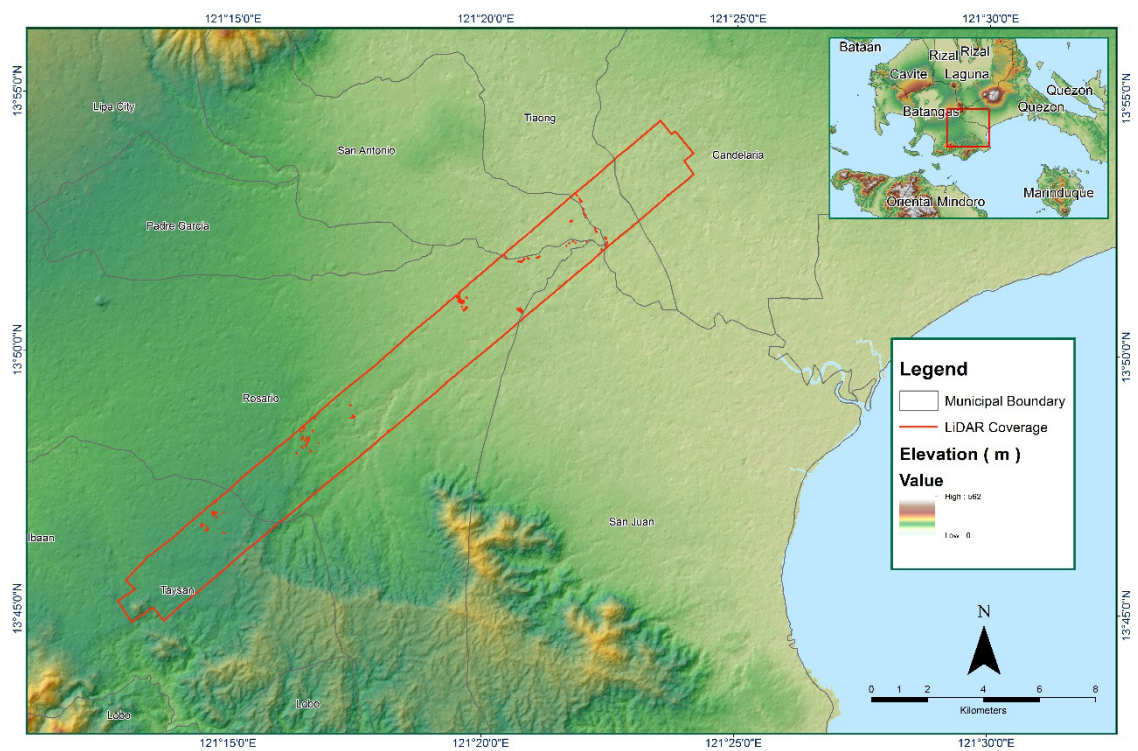 121°15'0"E
121°20'0"E
121°25'0"E
121°30'0"E
13°55'0"N
13°50'0"N
13°45'0"N
Lipa City
Tiaong
San Antonio
Candelaria
Padre Garcia
Rosario
San Juan
Ibaan
Taysan
Lobo
Lobo
Bataan
Rizal
Rizal
Cavite
Laguna
Quezon
Batangas
Quezon
Marinduque
Oriental Mindoro
13°55'0"N
13°50'0"N
13°45'0"N
Legend
Municipal Boundary
LiDAR Coverage
Elevation ( m )
Value
High : 562
Low : 0
N
0 1 2 4 6 8
Kilometers
121°15'0"E
121°20'0"E
121°25'0"E
121°30'0"E